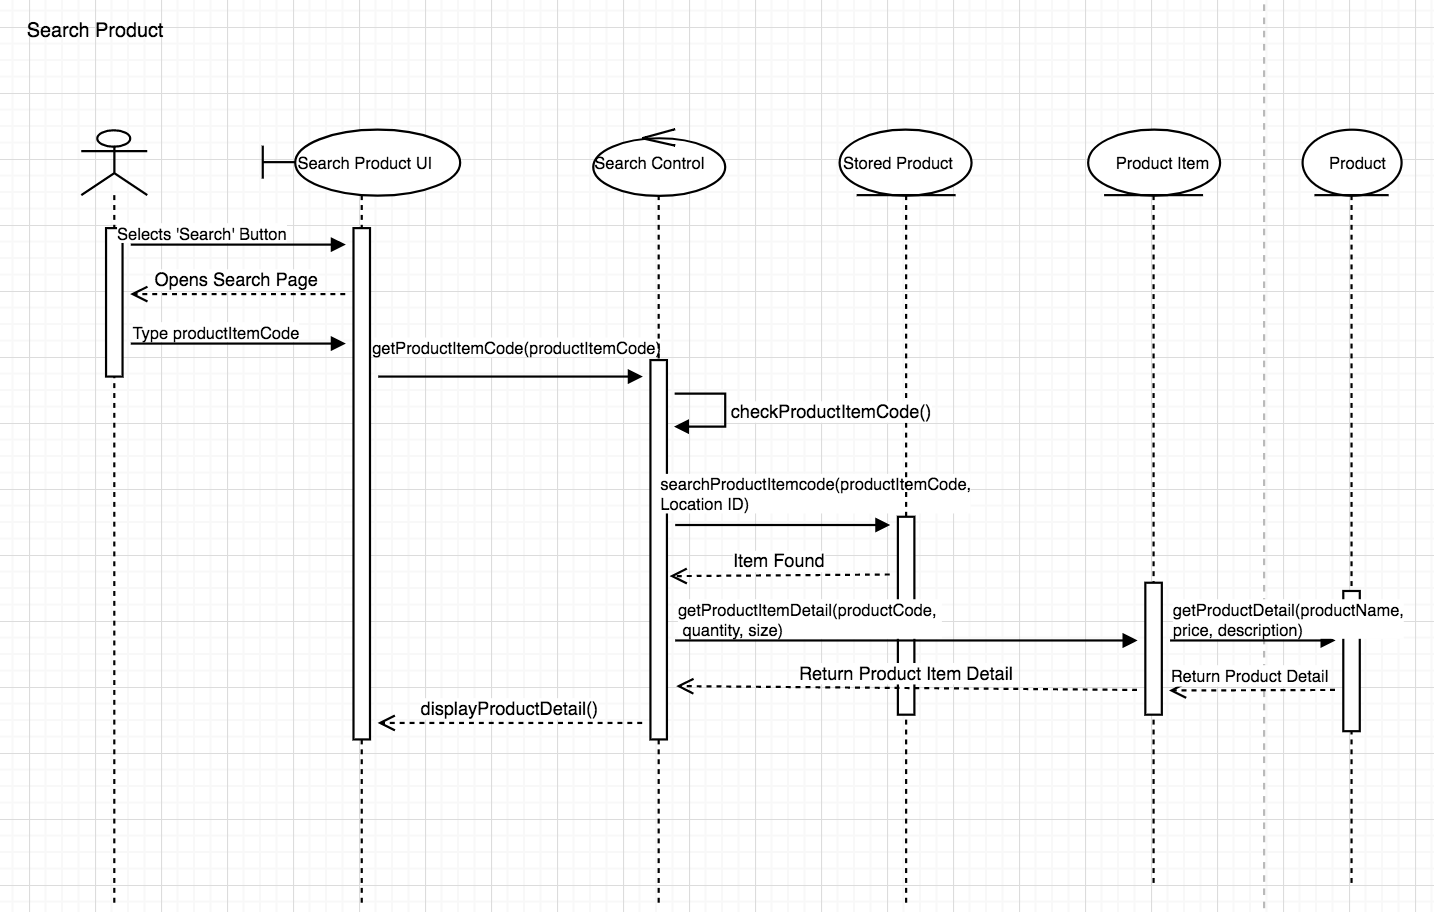 Search Product
Search Product UI
Search Control
Stored Product
Product Item
Product
Selects 'Search' Button
Opens Search Page
Type productItemCode
getProductItemCode(productItemCode)
checkProductItemCode()
searchProductItemcode(productItemCode,
Location ID)
Item Found
getProductItemDetail(productCode,
quantity, size)
getProductDetail(productName,
price, description)
Return Product Item Detail
Return Product Detail
displayProductDetail()